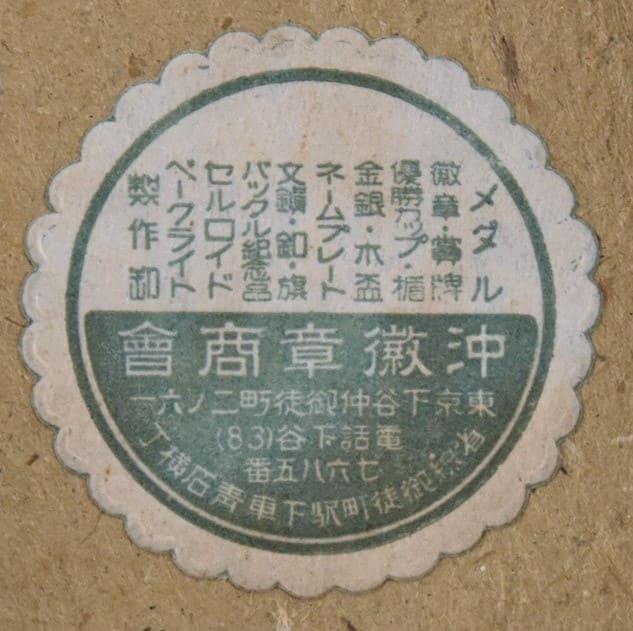 メダル
徽章・賞牌
優勝カップ・楯
金銀・木盃
ネームプレート
文鎮・釦・旗
バックル紀念品
セルロイド
ベークライト
製作卸
沖徽章商會
東京下谷仲御徒町二ノ六一
電話下谷(83)
七六八五番
省線御徒町駅下車青石横丁